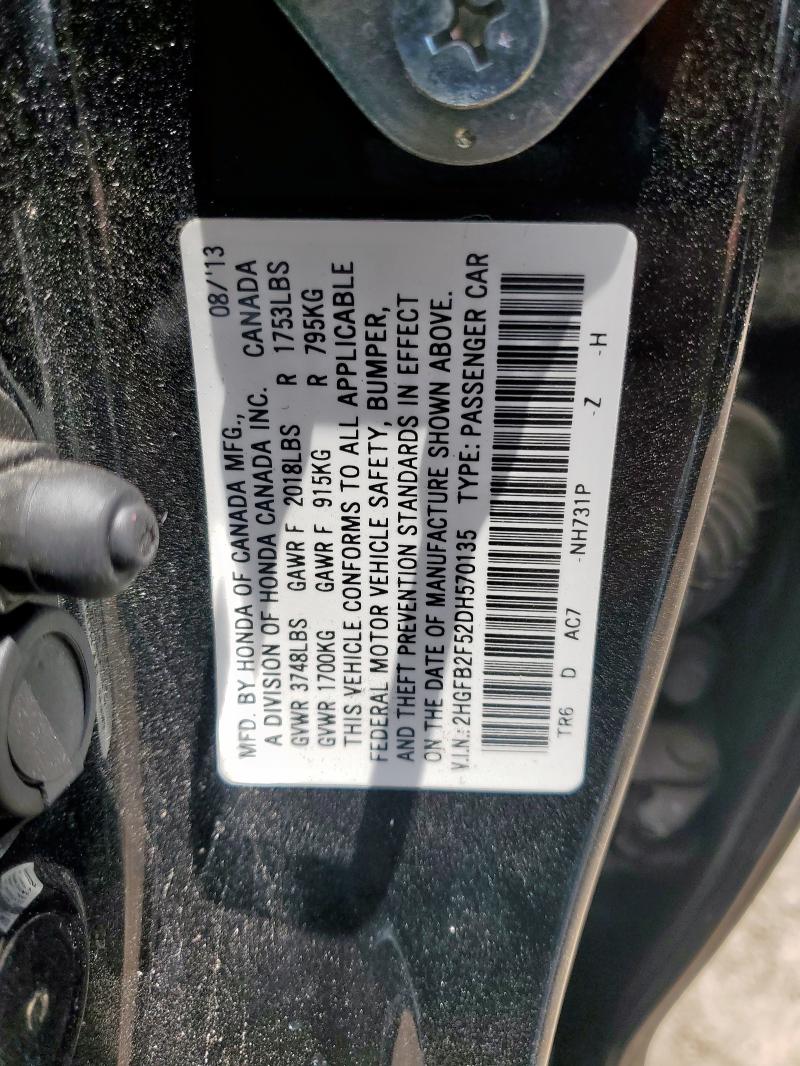 MFD. BY HONDA OF CANADA MFG., 08/'13
A DIVISION OF HONDA CANADA INC. CANADA
GVWR 3748LBS GAWR F 2018LBS R 1753LBS
GVWR 1700KG GAWR F 915KG R 795KG
THIS VEHICLE CONFORMS TO ALL APPLICABLE
FEDERAL MOTOR VEHICLE SAFETY, BUMPER,
AND THEFT PREVENTION STANDARDS IN EFFECT
ON THE DATE OF MANUFACTURE SHOWN ABOVE.
V.I.N.: 2HGFB2F52DH570135 TYPE: PASSENGER CAR
TR6 D AC7 -NH731P -Z -H